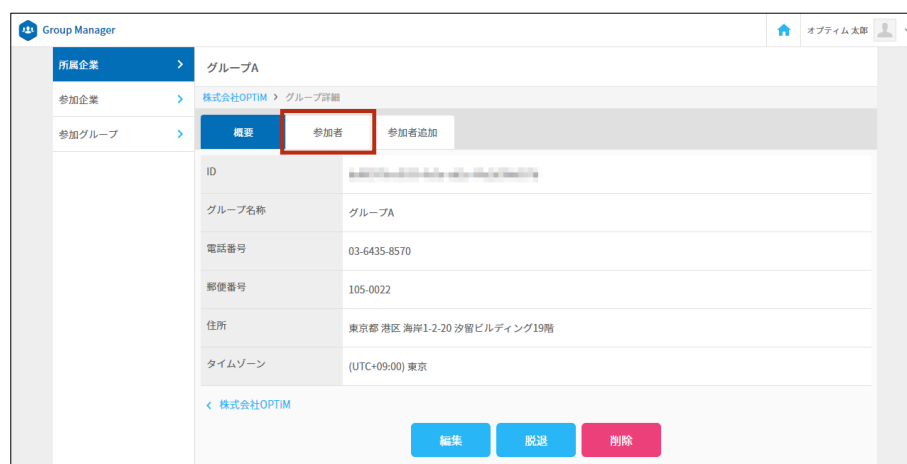 Group Manager
オプティム 太郎
所属企業
参加企業
参加グループ
グループA
株式会社OPTiM > グループ詳細
概要 参加者 参加者追加
ID
グループ名称 グループA
電話番号 03-6435-8570
郵便番号 105-0022
住所 東京都 港区 海岸1-2-20 汐留ビルディング19階
タイムゾーン (UTC+09:00) 東京
< 株式会社OPTiM
編集 脱退 削除